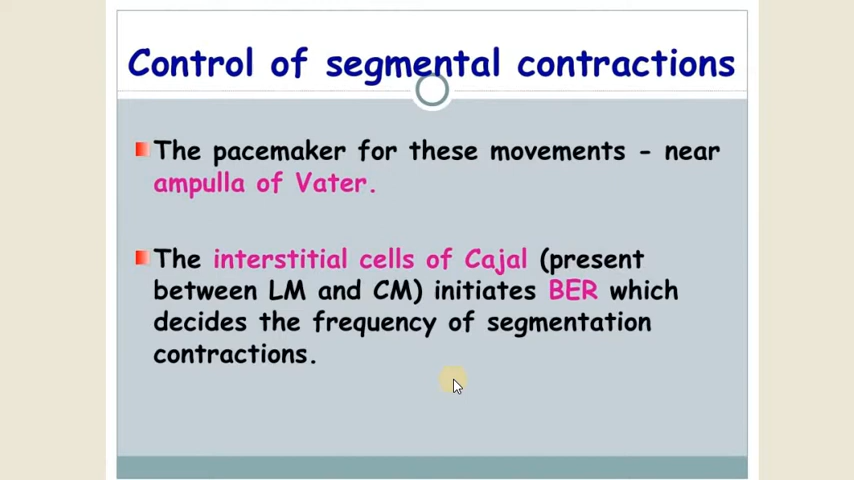 Control of segmental contractions
The pacemaker for these movements - near
ampulla of Vater.
The interstitial cells of Cajal (present
between LM and CM) initiates BER which
decides the frequency of segmentation
contractions.